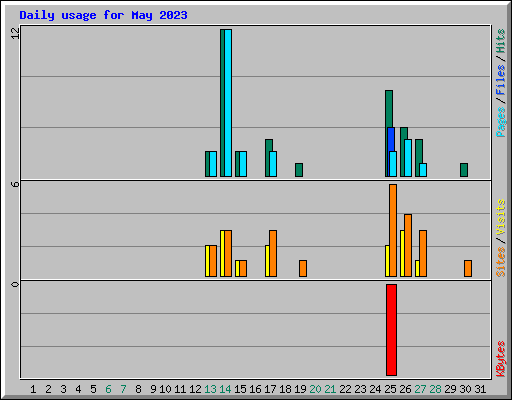 Daily usage for May 2023
12
6
0
Pages/Files/Hits
Sites/Visits
KBytes
1 2 3 4 5 6 7 8 9 10 11 12 13 14 15 16 17 18 19 20 21 22 23 24 25 26 27 28 29 30 31